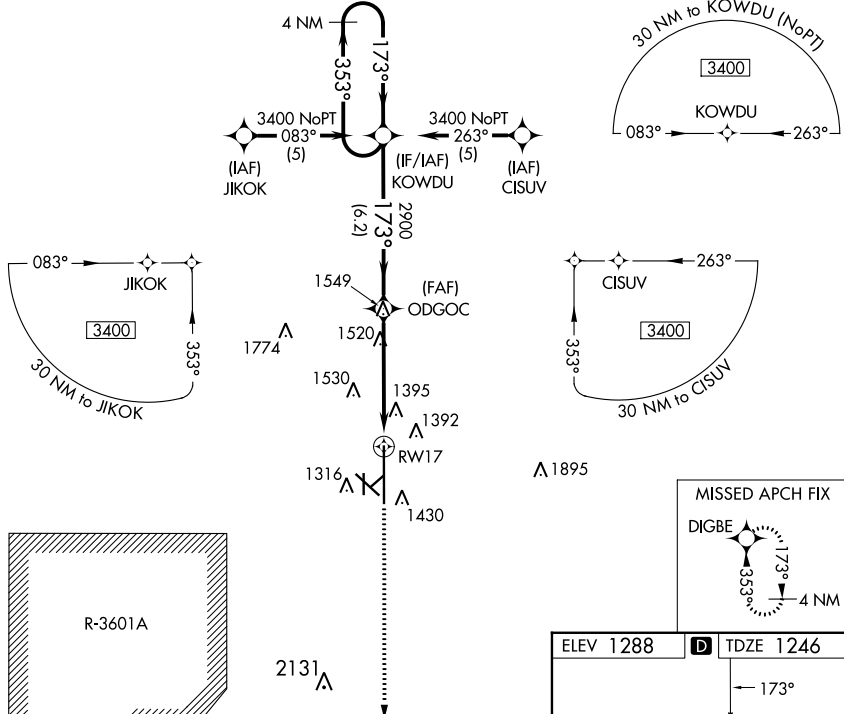 4 NM
353°
173°
3400 NoPT
083°
(5)
3400 NoPT
263°
(5)
(IAF)
JIKOK
(IF/IAF)
KOWDU
(IAF)
CISUV
30 NM to KOWDU (NoPT)
3400
KOWDU
083°
263°
2900
173°
(6.2)
083°
JIKOK
3400
353°
30 NM to JIKOK
263°
CISUV
3400
353°
30 NM to CISUV
1549
(FAF)
ODGOC
1774
1520
1530
1395
1392
RW17
1316
1430
1895
2131
R-3601A
MISSED APCH FIX
DIGBE
353°
173°
4 NM
ELEV 1288
D
TDZE 1246
173°